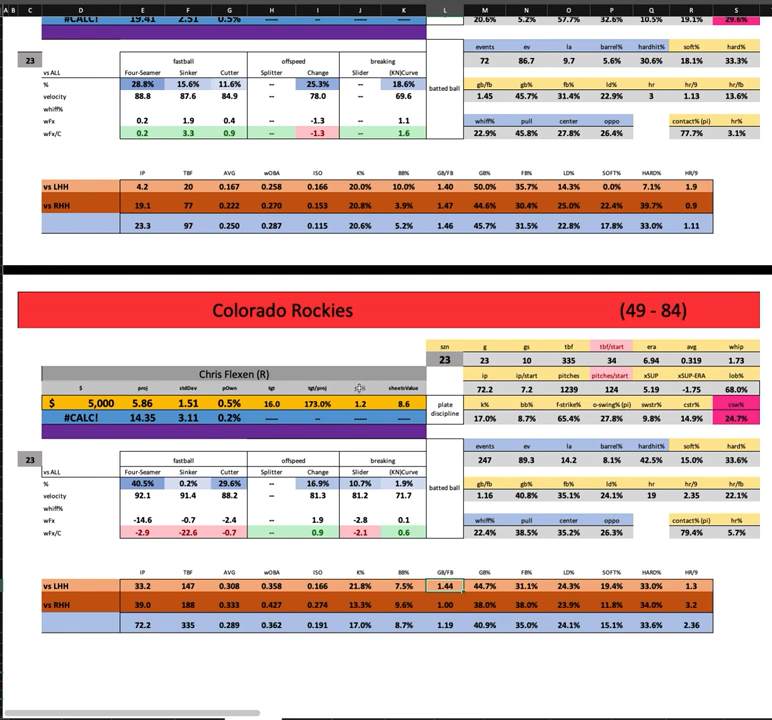 A B C D E F G H I J K L M N O P Q R S
#CALC! 19.41 2.51 0.5% -- -- ---- ---- 20.6% 5.2% 57.7% 32.6% 10.5% 19.1% 29.6%
events ev la barrel% hardhit% soft% hard%
23 fastball offspeed breaking 72 86.7 9.7 5.6% 30.6% 18.1% 33.3%
vs ALL Four-Seamer Sinker Cutter Splitter Change Slider (KN)Curve
% 28.8% 15.6% 11.6% -- 25.3% -- 18.6% batted ball gb/fb gb% fb% ld% hr hr/9 hr/fb
velocity 88.8 87.6 84.9 -- 78.0 -- 69.6 1.45 45.7% 31.4% 22.9% 3 1.13 13.6%
whiff%
wFx 0.2 1.9 0.4 -- -1.3 -- 1.1 whiff% pull center oppo contact% (pi) hr%
wFx/C 0.2 3.3 0.9 -- -1.3 -- 1.6 22.9% 45.8% 27.8% 26.4% 77.7% 3.1%
IP TBF AVG wOBA ISO K% BB% GB/FB GB% FB% LD% SOFT% HARD% HR/9
vs LHH 4.2 20 0.167 0.258 0.166 20.0% 10.0% 1.40 50.0% 35.7% 14.3% 0.0% 7.1% 1.9
vs RHH 19.1 77 0.222 0.270 0.153 20.8% 3.9% 1.47 44.6% 30.4% 25.0% 22.4% 39.7% 0.9
23.3 97 0.250 0.287 0.115 20.6% 5.2% 1.46 45.7% 31.5% 22.8% 17.8% 33.0% 1.11
Colorado Rockies (49 - 84)
szn g gs tbf tbf/start era avg whip
23 23 10 335 34 6.94 0.319 1.73
Chris Flexen (R) ip ip/start pitches pitches/start xSUP xSUP-ERA lob%
$ proj stdDev pOwn tgt tgt/proj sheetsValue 72.2 7.2 1239 124 5.19 -1.75 68.0%
$ 5,000 5.86 1.51 0.5% 16.0 173.0% 1.2 8.6 plate discipline k% bb% f-strike% o-swing% (pi) swstr% cstr% csw%
#CALC! 14.35 3.11 0.2% -- -- ---- ---- 17.0% 8.7% 65.4% 27.8% 9.8% 14.9% 24.7%
events ev la barrel% hardhit% soft% hard%
23 fastball offspeed breaking 247 89.3 14.2 8.1% 42.5% 15.0% 33.6%
vs ALL Four-Seamer Sinker Cutter Splitter Change Slider (KN)Curve
% 40.5% 0.2% 29.6% -- 16.9% 10.7% 1.9% batted ball gb/fb gb% fb% ld% hr hr/9 hr/fb
velocity 92.1 91.4 88.2 -- 81.3 81.2 71.7 1.16 40.8% 35.1% 24.1% 19 2.35 22.1%
whiff%
wFx -14.6 -0.7 -2.4 -- 1.9 -2.8 0.1 whiff% pull center oppo contact% (pi) hr%
wFx/C -2.9 -22.6 -0.7 -- 0.9 -2.1 0.6 22.4% 38.5% 35.2% 26.3% 79.4% 5.7%
IP TBF AVG wOBA ISO K% BB% GB/FB GB% FB% LD% SOFT% HARD% HR/9
vs LHH 33.2 147 0.308 0.358 0.166 21.8% 7.5% 1.44 44.7% 31.1% 24.3% 19.4% 33.0% 1.3
vs RHH 39.0 188 0.333 0.427 0.274 13.3% 9.6% 1.00 38.0% 38.0% 23.9% 11.8% 34.0% 3.2
72.2 335 0.289 0.362 0.191 17.0% 8.7% 1.19 40.9% 35.0% 24.1% 15.1% 33.6% 2.36